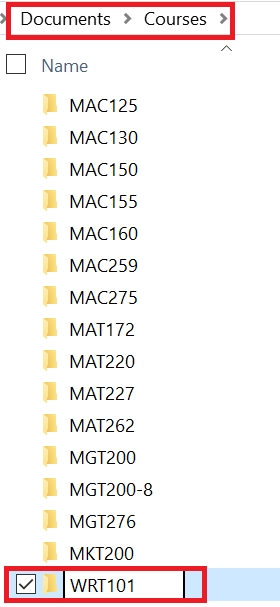 Documents > Courses >
Name
MAC125
MAC130
MAC150
MAC155
MAC160
MAC259
MAC275
MAT172
MAT220
MAT227
MAT262
MGT200
MGT200-8
MGT276
MKT200
WRT101